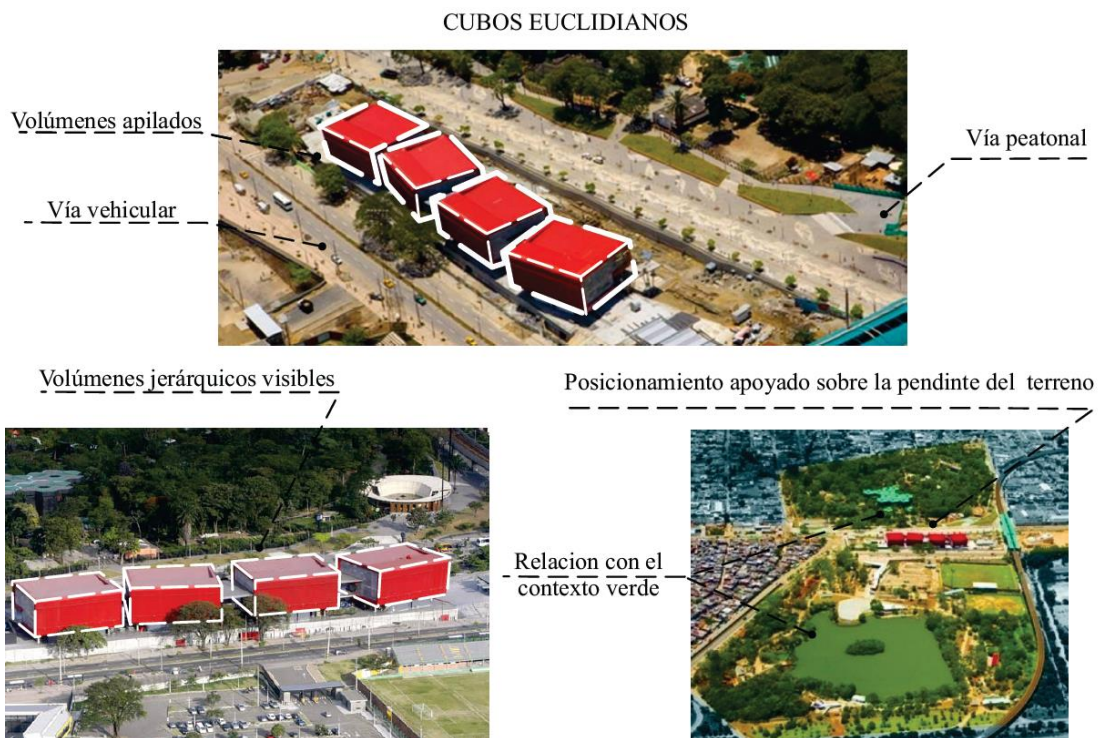 CUBOS EUCLIDIANOS
Volúmenes apilados
Vía peatonal
Vía vehicular
Volúmenes jerárquicos visibles
Posicionamiento apoyado sobre la pendinte del terreno
Relacion con el
contexto verde